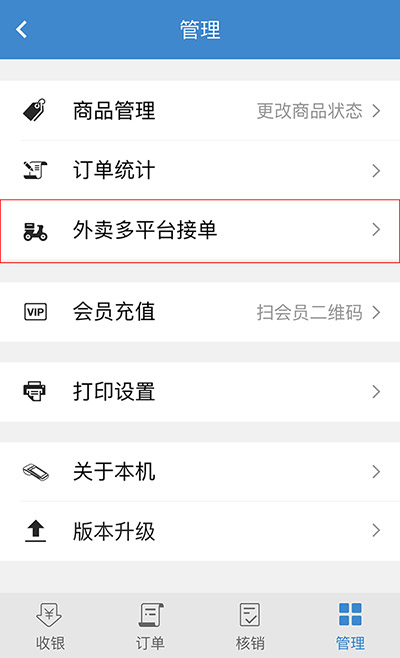 管理
商品管理 更改商品状态
订单统计
外卖多平台接单
VIP 会员充值 扫会员二维码
打印设置
关于本机
版本升级
收银 订单 核销 管理